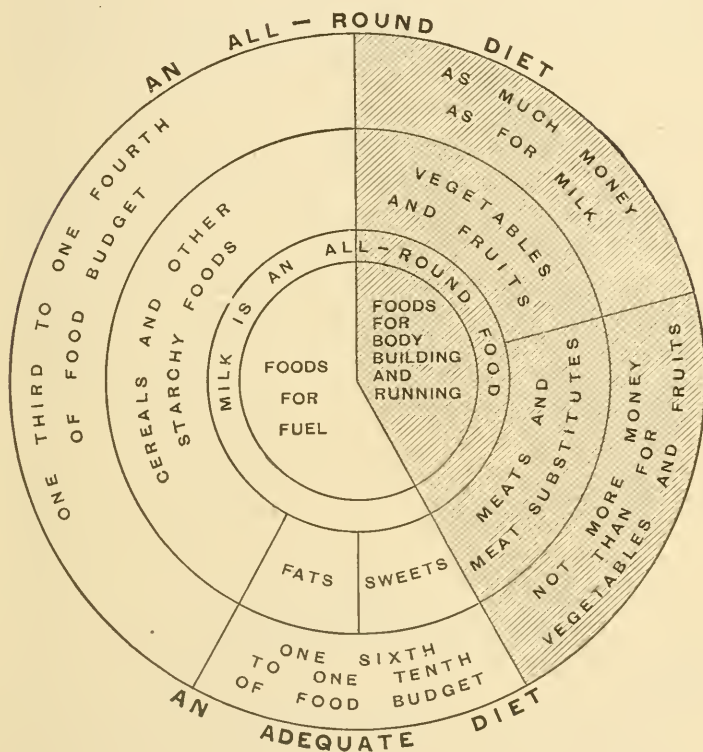 AN ALL-ROUND DIET
AS MUCH MONEY
AS FOR MILK
VEGETABLES
AND FRUITS
ONE THIRD TO ONE FOURTH
OF FOOD BUDGET
CEREALS AND OTHER
STARCHY FOODS
MILK IS AN ALL-ROUND FOOD
FOODS
FOR
FUEL
FOODS
FOR
BODY
BUILDING
AND
RUNNING
MEATS AND
MEAT SUBSTITUTES
NOT MORE MONEY
THAN FOR
VEGETABLES AND FRUITS
FATS
SWEETS
ONE SIXTH
TO ONE TENTH
OF FOOD BUDGET
AN ADEQUATE DIET